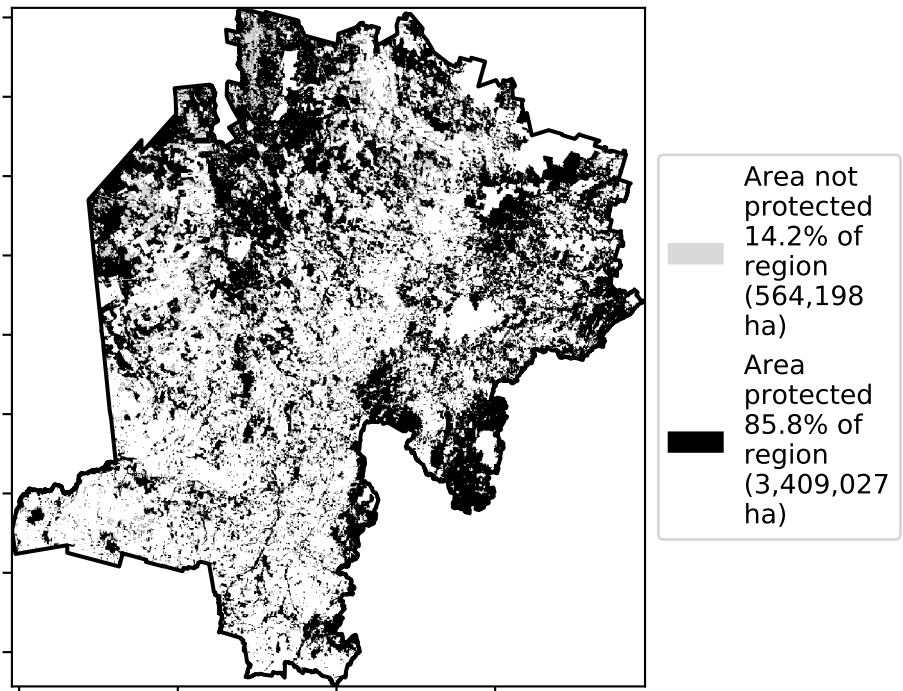 Area not
protected
14.2% of
region
(564,198
ha)
Area
protected
85.8% of
region
(3,409,027
ha)